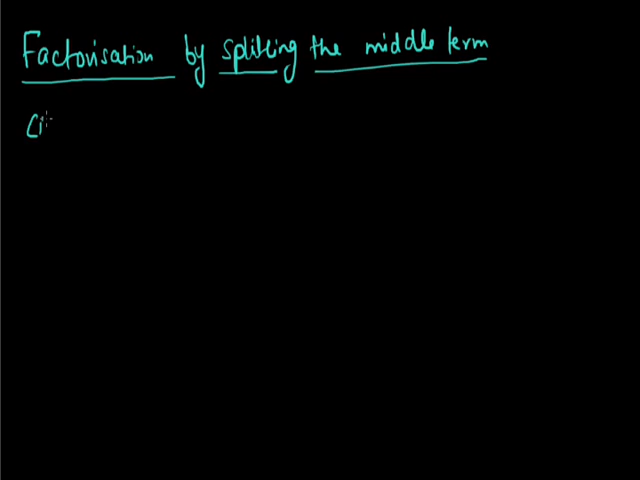 Factorisation by splitting the middle term
(i